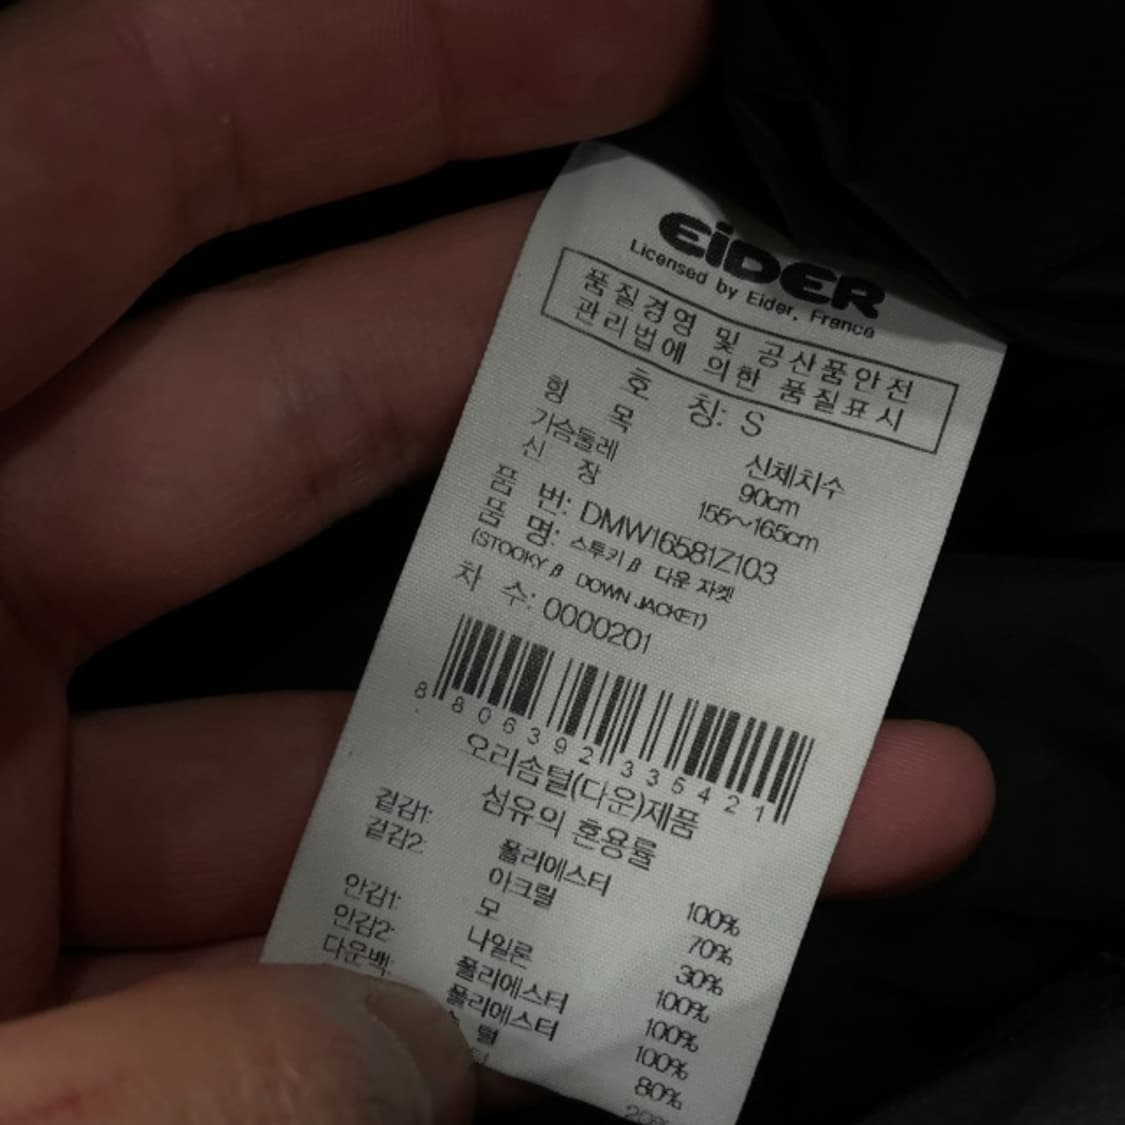 EiDER
Licensed by Eider, France
품질경영 및 공산품안전
관리법에 의한 품질표시
호 칭: S
항 목 신체치수
가슴둘레 90cm
신 장 155~165cm
품 번: DMW16581Z103
품 명: 스투키 β 다운 자켓
(STOOKY β DOWN JACKET)
차 수: 0000201
8 806392 335421
오리솜털(다운)제품
섬유의 혼용률
겉감1: 폴리에스터 100%
겉감2: 아크릴 70%
모 30%
안감1: 나일론 100%
안감2: 폴리에스터 100%
다운백: 폴리에스터 100%
털 80%
20%